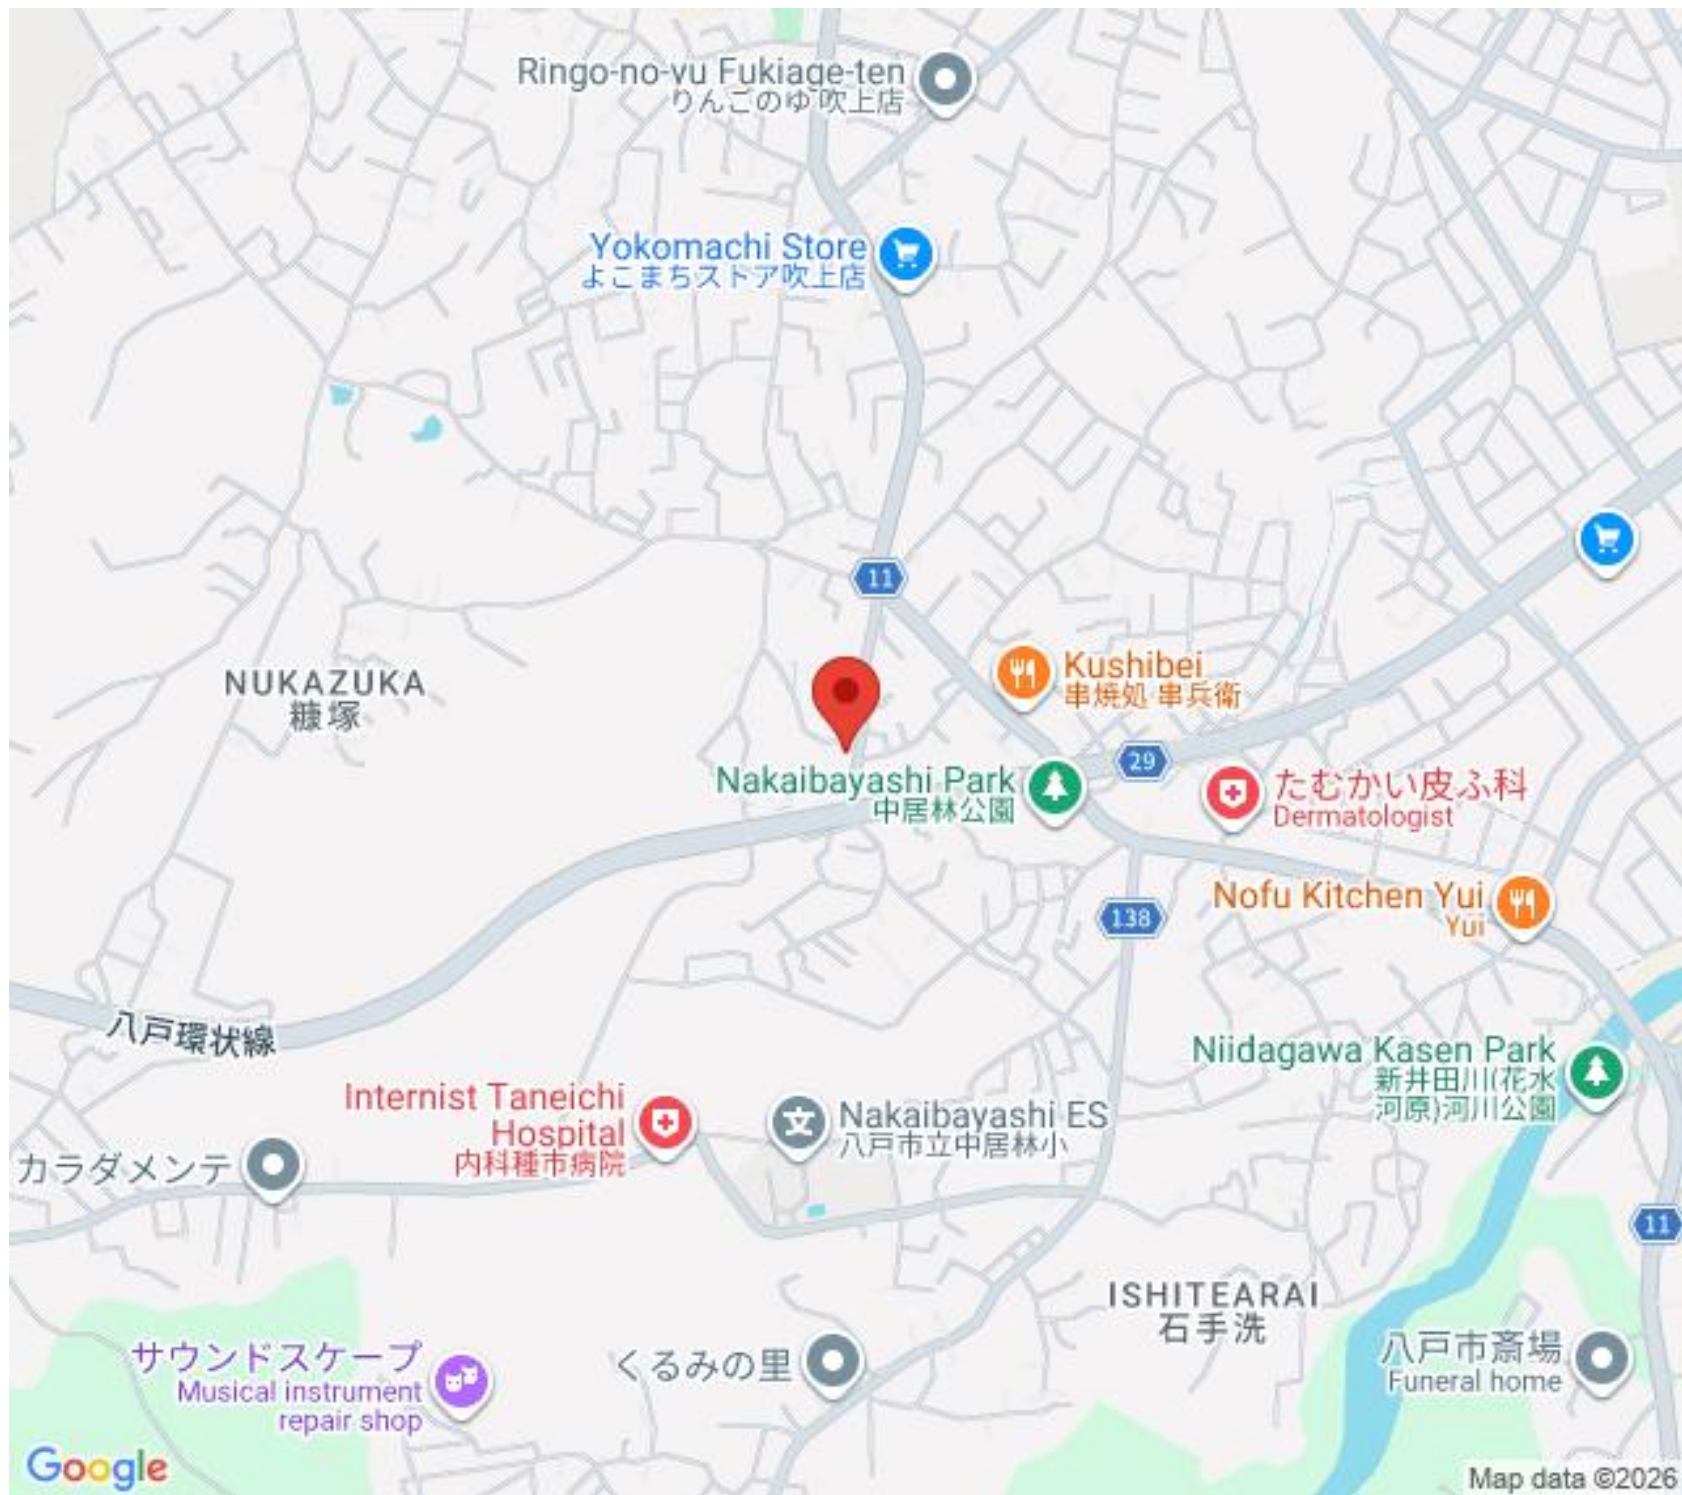 Ringo-no-yu Fukiage-ten
りんごのゆ 吹上店
Yokomachi Store
よこまちストア吹上店
11
NUKAZUKA
糠塚
Kushibei
串焼処 串兵衛
29
Nakaibayashi Park
中居林公園
たむかい皮ふ科
Dermatologist
138
Nofu Kitchen Yui
Yui
八戸環状線
Niidagawa Kasen Park
新井田川(花水
河原)河川公園
Internist Taneichi
Hospital
内科種市病院
文
Nakaibayashi ES
八戸市立中居林小
カラダメンテ
11
ISHITEARAI
石手洗
サウンドスケープ
Musical instrument
repair shop
くるみの里
八戸市斎場
Funeral home
Google
Map data ©2026